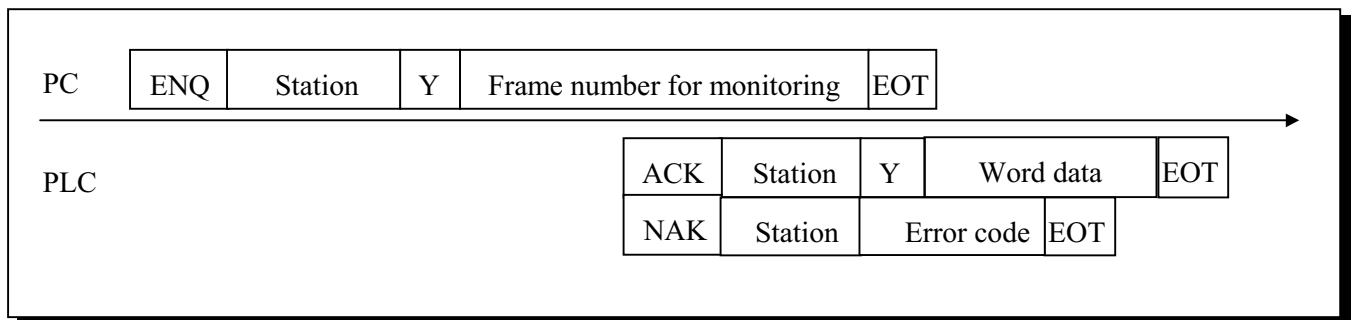 PC ENQ Station Y Frame number for monitoring EOT
ACK Station Y Word data EOT
PLC
NAK Station Error code EOT